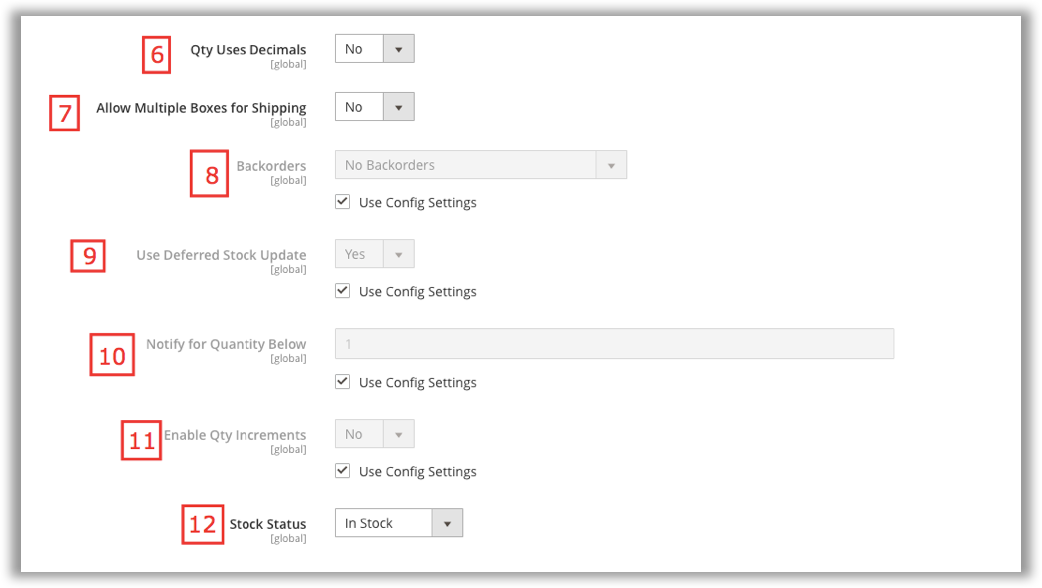 6 Qty Uses Decimals No
[global]
7 Allow Multiple Boxes for Shipping No
[global]
8 Backorders No Backorders
[global]
Use Config Settings
9 Use Deferred Stock Update Yes
[global]
Use Config Settings
10 Notify for Quantity Below 1
[global]
Use Config Settings
11 Enable Qty Increments No
[global]
Use Config Settings
12 Stock Status In Stock
[global]